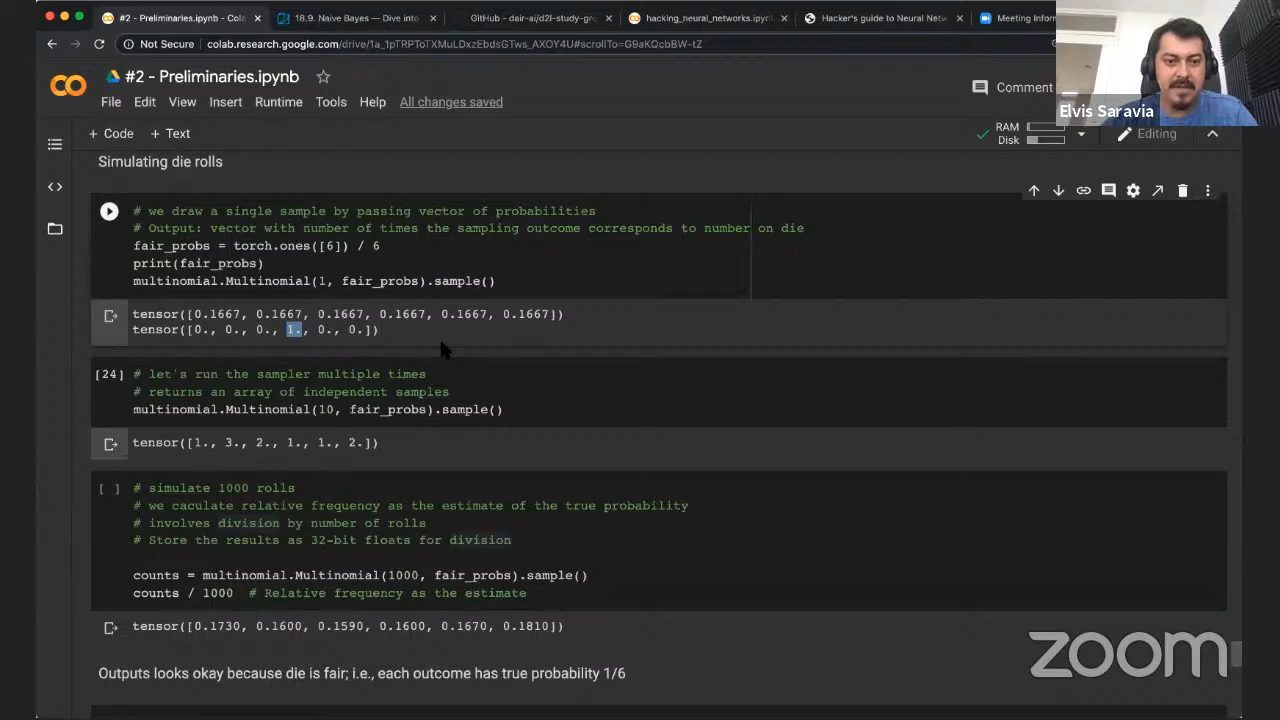 #2 - Preliminaries.ipynb - Col
18.9. Naive Bayes — Dive into
GitHub - dair-ai/d2l-study-gro
hacking_neural_networks.ipynb
Hacker's guide to Neural Netw
Meeting Inform
Not Secure
colab.research.google.com/drive/1a_1pTRPToTXMuLDxzEbdsGTws_AXOY4U#scrollTo=G9aKQcbBW-tZ
#2 - Preliminaries.ipynb
Comment
File Edit View Insert Runtime Tools Help All changes saved
Elvis Saravia
+ Code + Text
RAM
Disk
Editing
Simulating die rolls
# we draw a single sample by passing vector of probabilities
# Output: vector with number of times the sampling outcome corresponds to number on die
fair_probs = torch.ones([6]) / 6
print(fair_probs)
multinomial.Multinomial(1, fair_probs).sample()
tensor([0.1667, 0.1667, 0.1667, 0.1667, 0.1667, 0.1667])
tensor([0., 0., 0., 1., 0., 0.])
[24] # let's run the sampler multiple times
# returns an array of independent samples
multinomial.Multinomial(10, fair_probs).sample()
tensor([1., 3., 2., 1., 1., 2.])
[ ] # simulate 1000 rolls
# we caculate relative frequency as the estimate of the true probability
# involves division by number of rolls
# Store the results as 32-bit floats for division
counts = multinomial.Multinomial(1000, fair_probs).sample()
counts / 1000 # Relative frequency as the estimate
tensor([0.1730, 0.1600, 0.1590, 0.1600, 0.1670, 0.1810])
zoom
Outputs looks okay because die is fair; i.e., each outcome has true probability 1/6